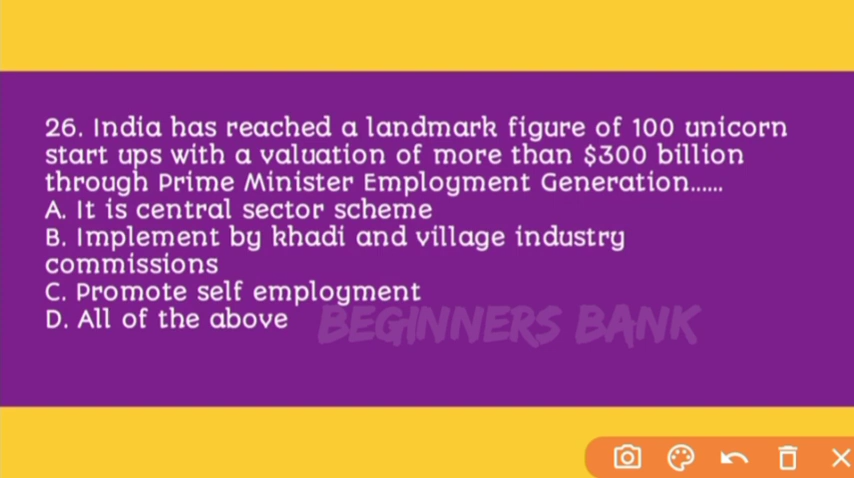 26. India has reached a landmark figure of 100 unicorn
start ups with a valuation of more than $300 billion
through Prime Minister Employment Generation......
A. It is central sector scheme
B. Implement by khadi and village industry
commissions
C. Promote self employment
D. All of the above
BEGINNERS BANK